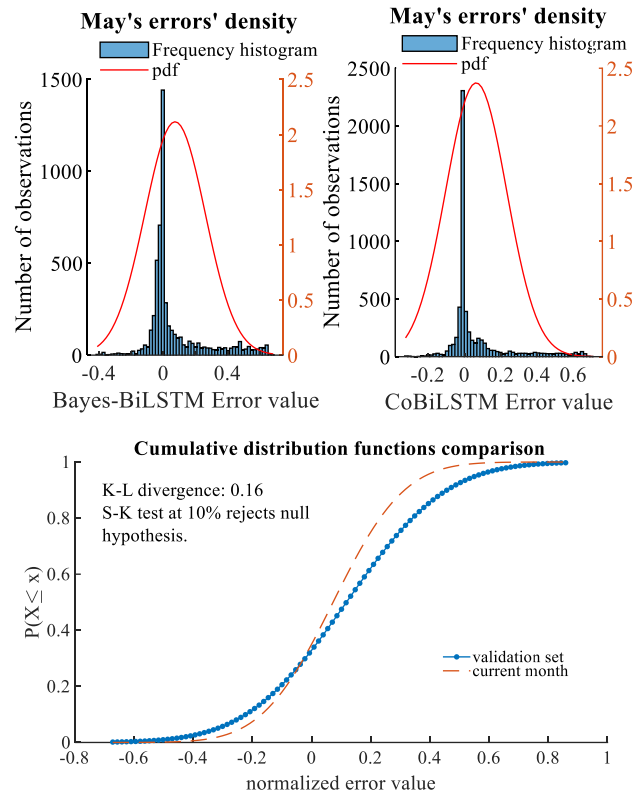 May's errors' density
Frequency histogram
pdf
Number of observations
1500
1000
500
0
2.5
2
1.5
1
0.5
0
-0.4
0
0.4
Bayes-BiLSTM Error value
May's errors' density
Frequency histogram
pdf
Number of observations
2500
2000
1500
1000
500
0
2.5
2
1.5
1
0.5
0
-0.2
0
0.2
0.4
0.6
CoBiLSTM Error value
Cumulative distribution functions comparison
K-L divergence: 0.16
S-K test at 10% rejects null
hypothesis.
P(X≤ x)
1
0.8
0.6
0.4
0.2
0
validation set
current month
-0.8
-0.6
-0.4
-0.2
0
0.2
0.4
0.6
0.8
1
normalized error value